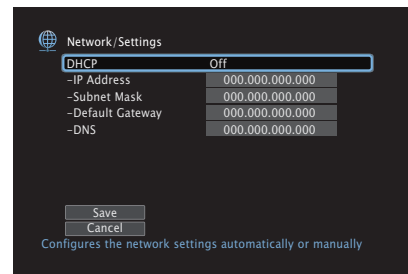 Network/Settings
DHCP Off
–IP Address 000.000.000.000
–Subnet Mask 000.000.000.000
–Default Gateway 000.000.000.000
–DNS 000.000.000.000
Save
Cancel
Configures the network settings automatically or manually